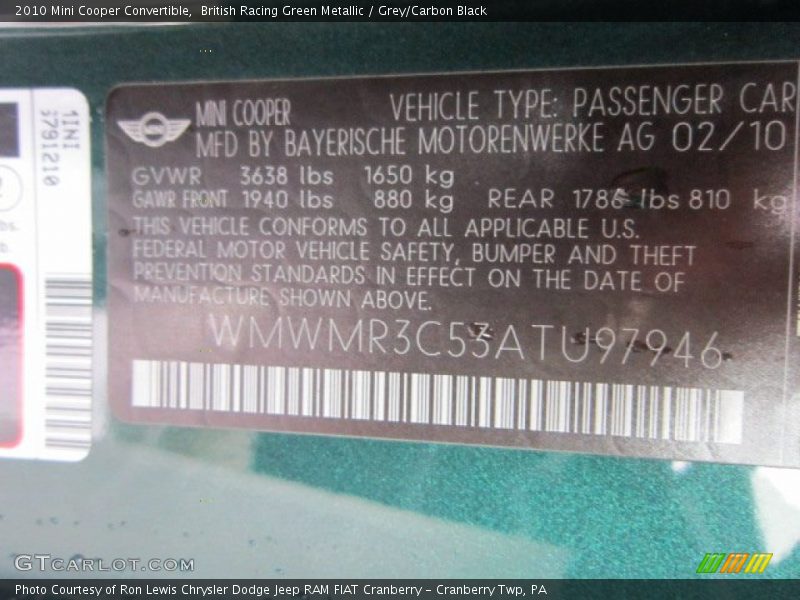 2010 Mini Cooper Convertible, British Racing Green Metallic / Grey/Carbon Black
1INI
5791210
MINI
MINI COOPER VEHICLE TYPE: PASSENGER CAR
MFD BY BAYERISCHE MOTORENWERKE AG 02/10
GVWR 3638 lbs 1650 kg
GAWR FRONT 1940 lbs 880 kg REAR 1786 lbs 810 kg
THIS VEHICLE CONFORMS TO ALL APPLICABLE U.S.
FEDERAL MOTOR VEHICLE SAFETY, BUMPER AND THEFT
PREVENTION STANDARDS IN EFFECT ON THE DATE OF
MANUFACTURE SHOWN ABOVE.
WMWMR3C53ATU97946
GTCARLOT.COM
Photo Courtesy of Ron Lewis Chrysler Dodge Jeep RAM FIAT Cranberry - Cranberry Twp, PA